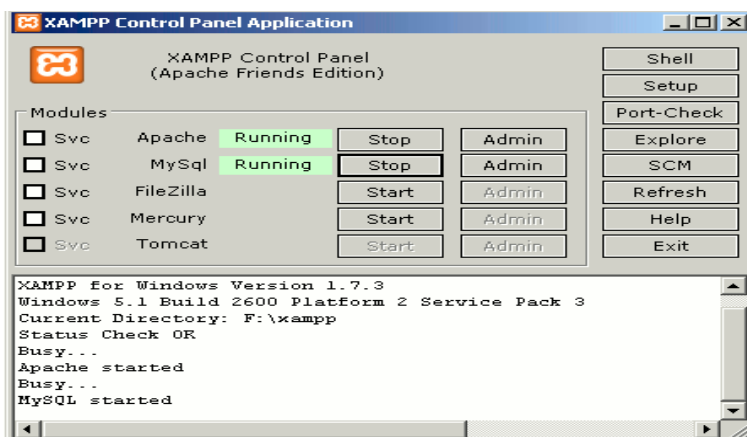 XAMPP Control Panel Application
XAMPP Control Panel
(Apache Friends Edition)
Shell
Setup
Port-Check
Explore
SCM
Refresh
Help
Exit
Modules
Svc Apache Running Stop Admin
Svc MySql Running Stop Admin
Svc FileZilla Start Admin
Svc Mercury Start Admin
Svc Tomcat Start Admin
XAMPP for Windows Version 1.7.3
Windows 5.1 Build 2600 Platform 2 Service Pack 3
Current Directory: F:\xampp
Status Check OK
Busy...
Apache started
Busy...
MySQL started